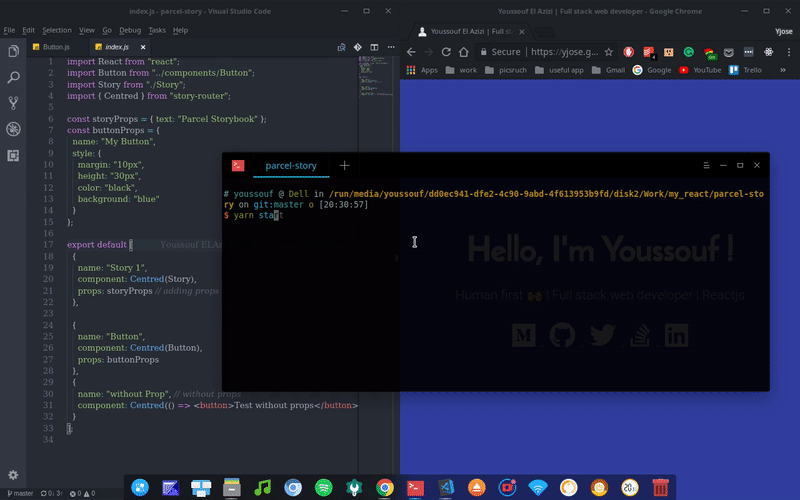 index.js - parcel-story - Visual Studio Code
File Edit Selection View Go Debug Tasks Help
Button.js
index.js
1 import React from "react";
2 import Button from "../components/Button";
3 import Story from "./Story";
4 import { Centred } from "story-router";
5
6 const storyProps = { text: "Parcel Storybook" };
7 const buttonProps = {
8 name: "My Button",
9 style: {
10 margin: "10px",
11 height: "30px",
12 color: "black",
13 background: "blue"
14 }
15 };
16
17 export default [ Youssouf ELAz
18 {
19 name: "Story 1",
20 component: Centred(Story),
21 props: storyProps // adding props
22 },
23
24 {
25 name: "Button",
26 component: Centred(Button),
27 props: buttonProps
28 },
29 {
30 name: "without Prop", // without props
31 component: Centred(() => <button>Test without props</button>
32 }
33 ];
34
master 0↓ 3↑ 0 0
Youssouf El Azizi | Full stack web developer - Google Chrome
Youssouf El Azizi | Full st
Yjose
Secure | https://yjose.g...
Apps work picsruch useful app Gmail Google YouTube Trello
parcel-story
# youssouf @ Dell in /run/media/youssouf/dd0ec941-dfe2-4c90-9abd-4f613953b9fd/disk2/Work/my_react/parcel-sto
ry on git:master o [20:30:57]
$ yarn start
Hello, I'm Youssouf !
Human first | Full stack web developer | Reactjs